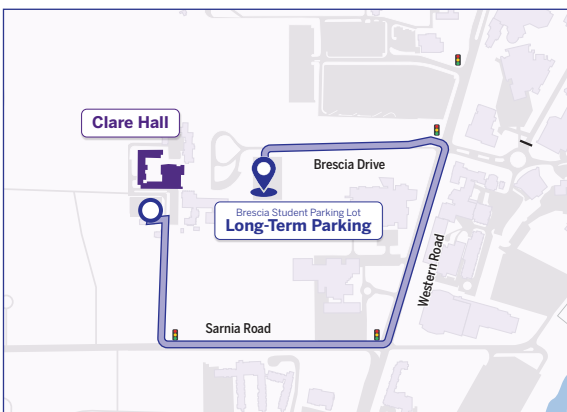 Clare Hall
Brescia Drive
Brescia Student Parking Lot
Long-Term Parking
Western Road
Sarnia Road